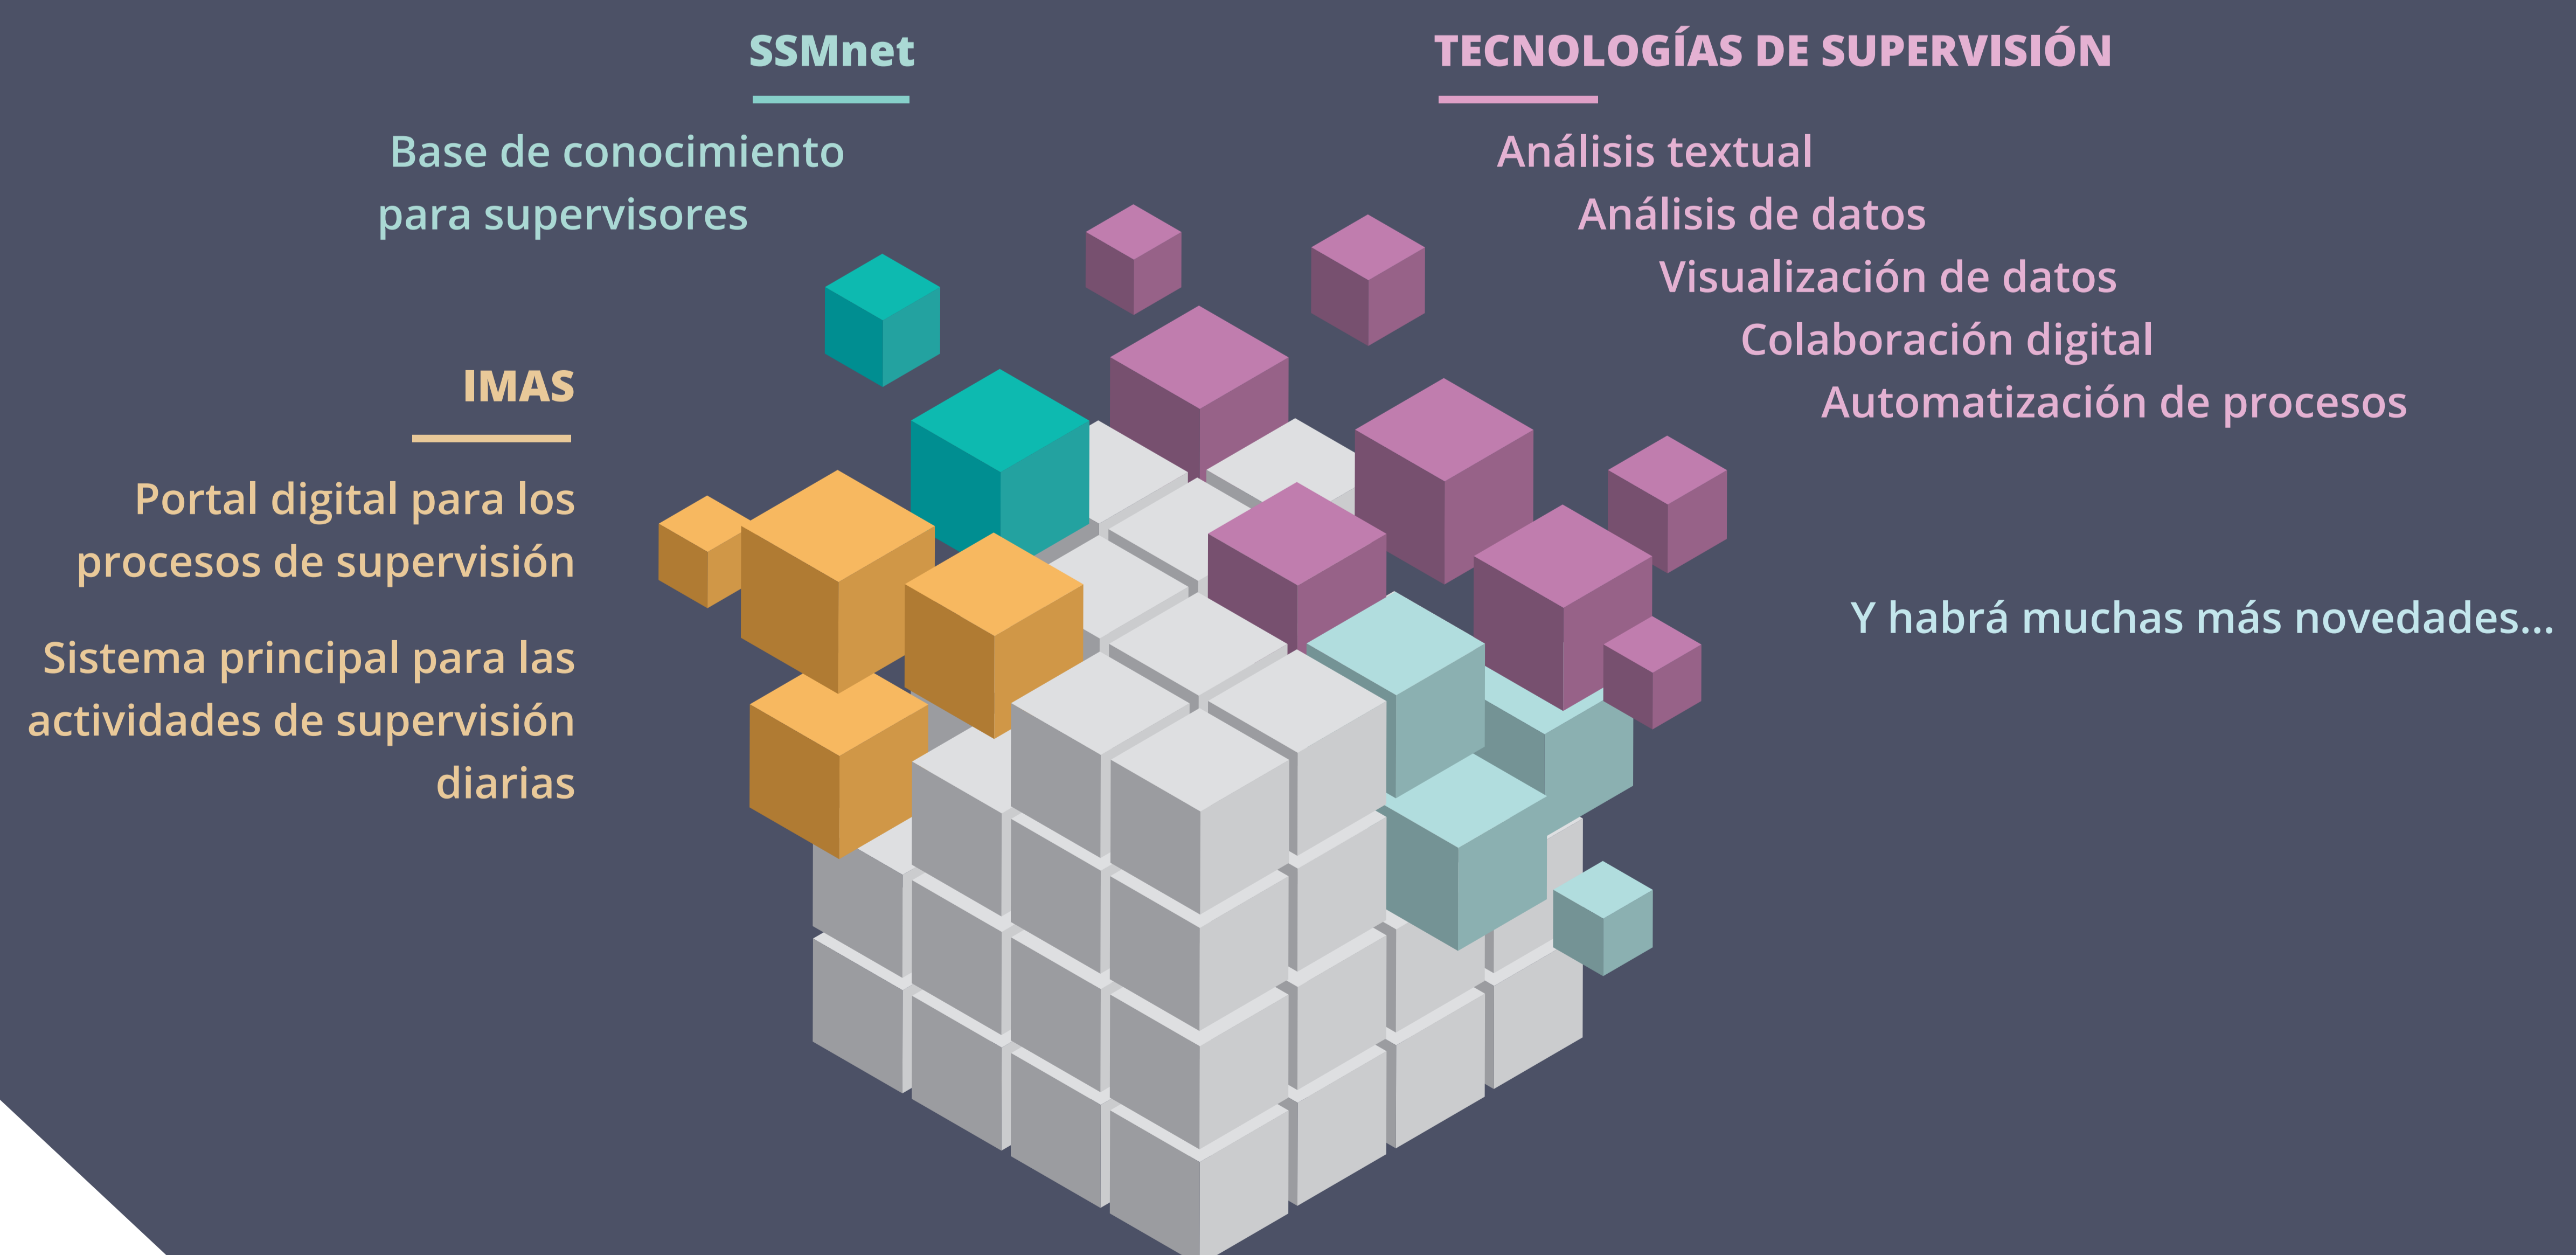 SSMnet
Base de conocimiento
para supervisores
IMAS
Portal digital para los
procesos de supervisión
Sistema principal para las
actividades de supervisión
diarias
TECNOLOGÍAS DE SUPERVISIÓN
Análisis textual
Análisis de datos
Visualización de datos
Colaboración digital
Automatización de procesos
Y habrá muchas más novedades...